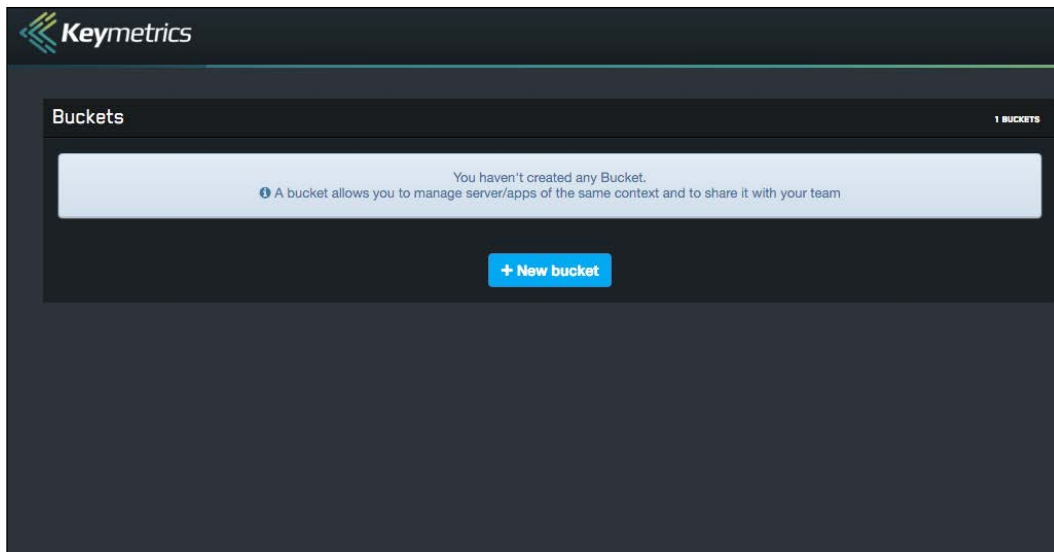 Keymetrics
Buckets
1 BUCKETS
You haven't created any Bucket.
A bucket allows you to manage server/apps of the same context and to share it with your team
+ New bucket